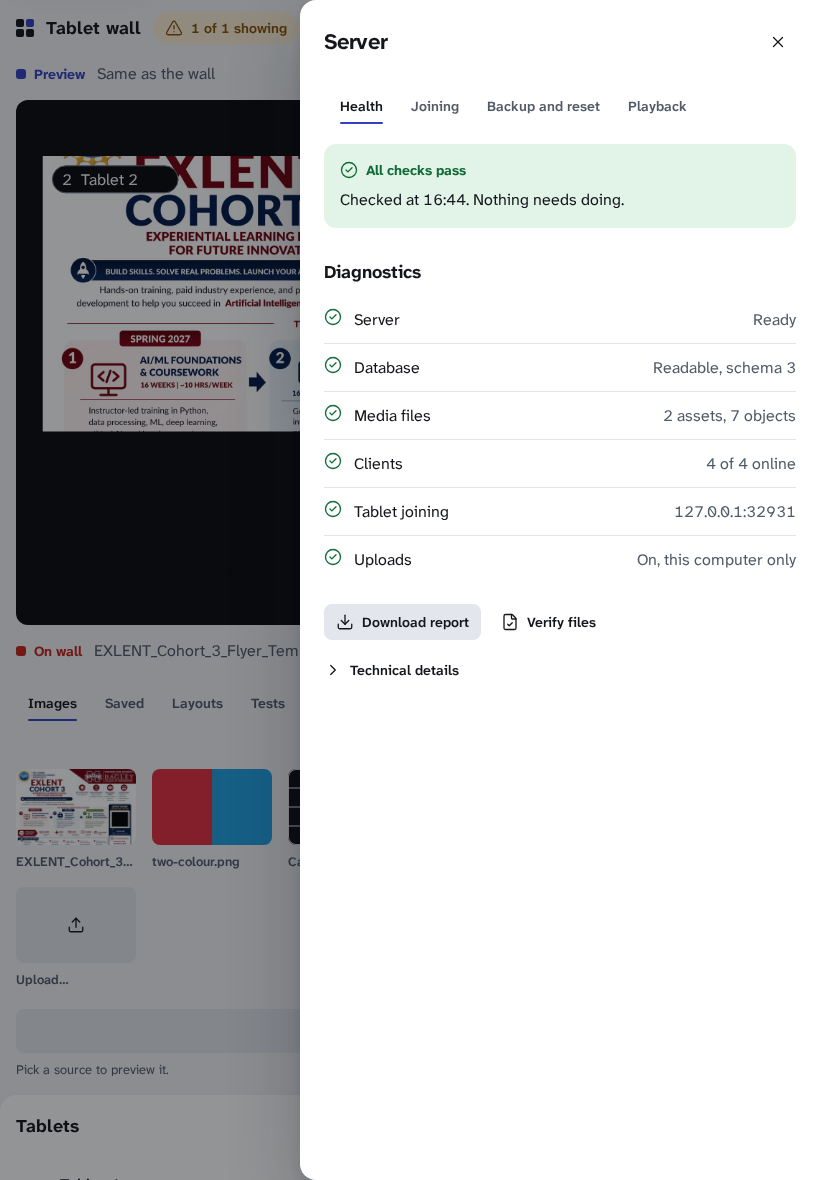 Tablet wall
1 of 1 showing
Preview Same as the wall
2 Tablet 2
COHORT
EXPERIENTIAL LEARNING
FOR FUTURE
BUILD SKILLS. SOLVE REAL PROBLEMS. LAUNCH YOUR
Hands-on training, paid industry experience, and
development to help you succeed in Artificial
SPRING 2027
1
AI/ML FOUNDATIONS
& COURSEWORK
16 WEEKS | ~10 HRS/WEEK
Instructor-led training in Python,
data processing, ML, deep learning,
2
On wall EXLENT_Cohort_3_Flyer_Tem
Images Saved Layouts Tests
EXLENT_Cohort_3...
two-colour.png
Upload...
Pick a source to preview it.
Tablets
Server
Health Joining Backup and reset Playback
All checks pass
Checked at 16:44. Nothing needs doing.
Diagnostics
Server Ready
Database Readable, schema 3
Media files 2 assets, 7 objects
Clients 4 of 4 online
Tablet joining 127.0.0.1:32931
Uploads On, this computer only
Download report Verify files
Technical details